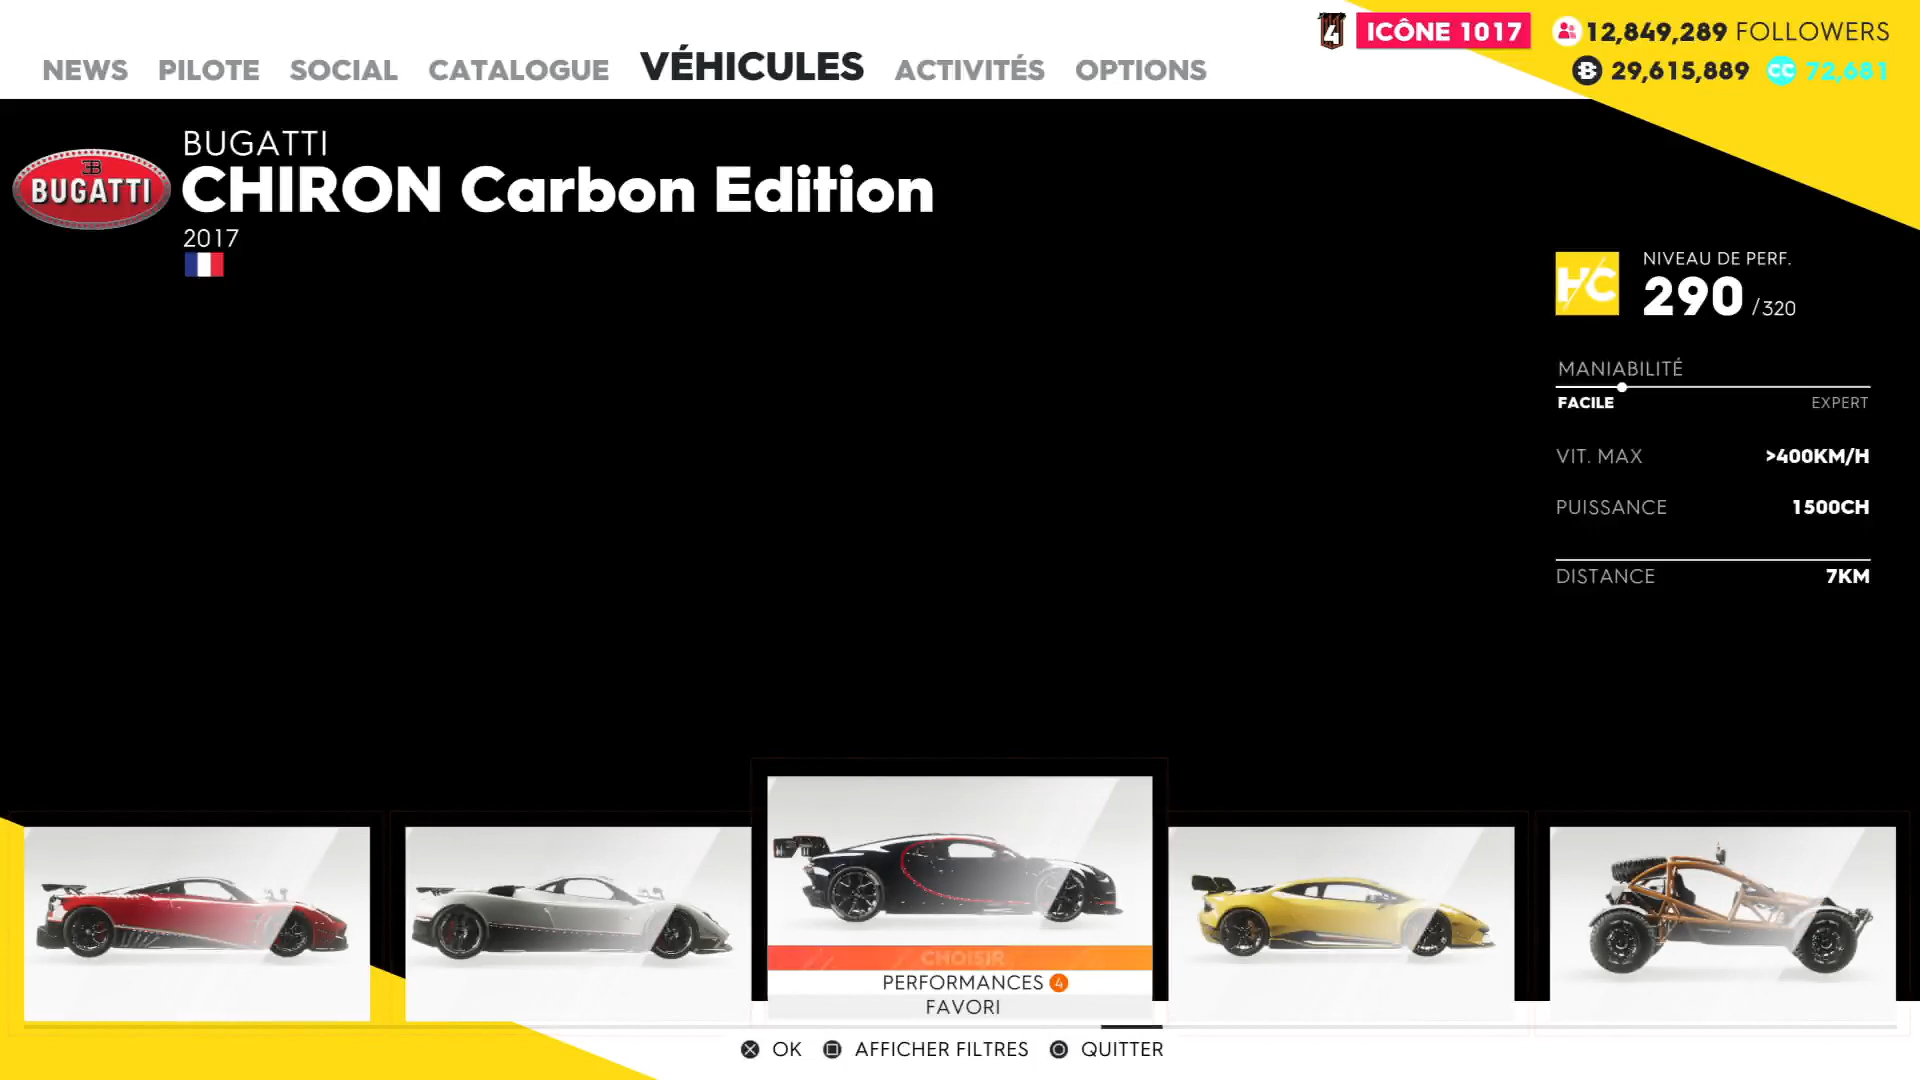 4 ICÔNE 1017 12,849,289 FOLLOWERS
NEWS PILOTE SOCIAL CATALOGUE VÉHICULES ACTIVITÉS OPTIONS
B 29,615,889 CC 72,681
BUGATTI
BUGATTI
CHIRON Carbon Edition
2017
H/C
NIVEAU DE PERF.
290 /320
MANIABILITÉ
FACILE EXPERT
VIT. MAX >400KM/H
PUISSANCE 1500CH
DISTANCE 7KM
CHOISIR
PERFORMANCES 4
FAVORI
OK AFFICHER FILTRES QUITTER